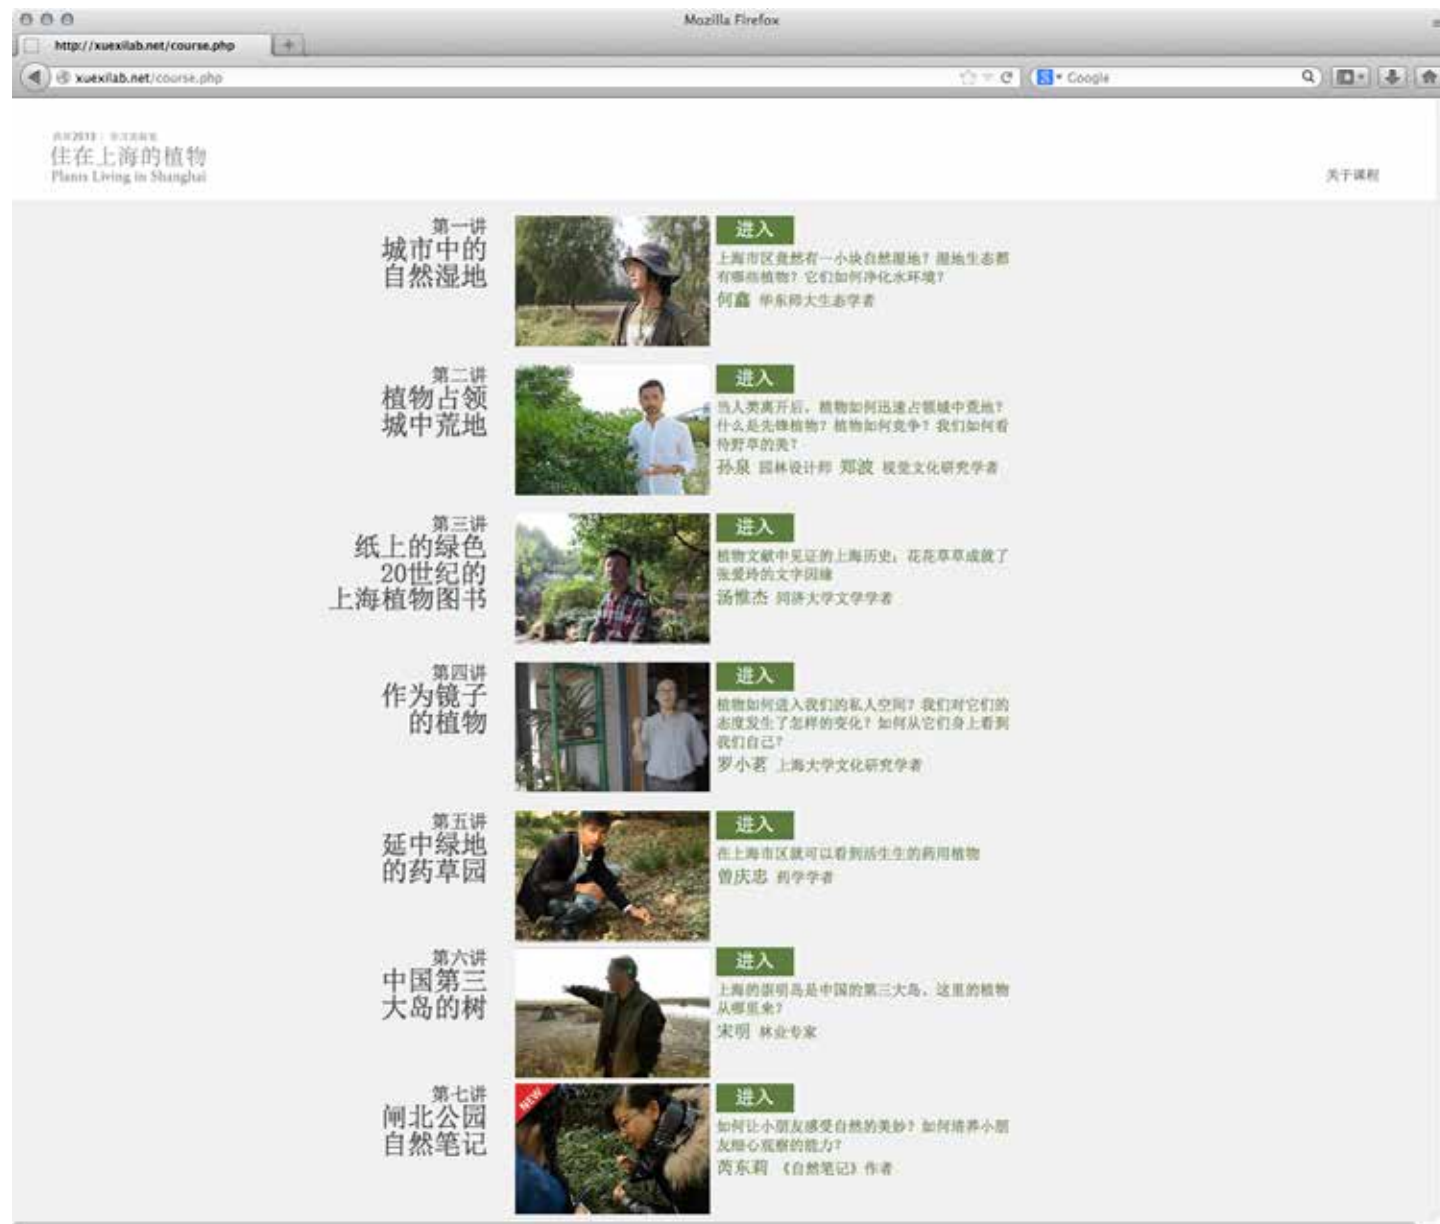 Mozilla Firefox
http://xuexilab.net/course.php
xuexilab.net/course.php
Google
住在上海的植物
Plants Living in Shanghai
关于课程
第一讲
城市中的
自然湿地
进入
上海市区竟然有一小块自然湿地？湿地生态都
有哪些植物？它们如何净化水环境？
何鑫 华东师大生态学者
第二讲
植物占领
城中荒地
进入
当人类离开后，植物如何迅速占领城中荒地？
什么是先锋植物？植物如何竞争？我们如何看
待野草的美？
孙泉 园林设计师 郑波 视觉文化研究学者
第三讲
纸上的绿色
20世纪的
上海植物图书
进入
植物文献中见证的上海历史；花花草草成就了
张爱玲的文字因缘
汤惟杰 同济大学文学学者
第四讲
作为镜子
的植物
进入
植物如何进入我们的私人空间？我们对它们的
态度发生了怎样的变化？如何从它们身上看到
我们自己？
罗小茗 上海大学文化研究学者
第五讲
延中绿地
的药草园
进入
在上海市区就可以看到活生生的药用植物
曾庆忠 药学学者
第六讲
中国第三
大岛的树
进入
上海的崇明岛是中国的第三大岛，这里的植物
从哪里来？
宋明 林业专家
第七讲
闸北公园
自然笔记
NEW
进入
如何让小朋友感受自然的美妙？如何培养小朋
友细心观察的能力？
芮东莉 《自然笔记》作者